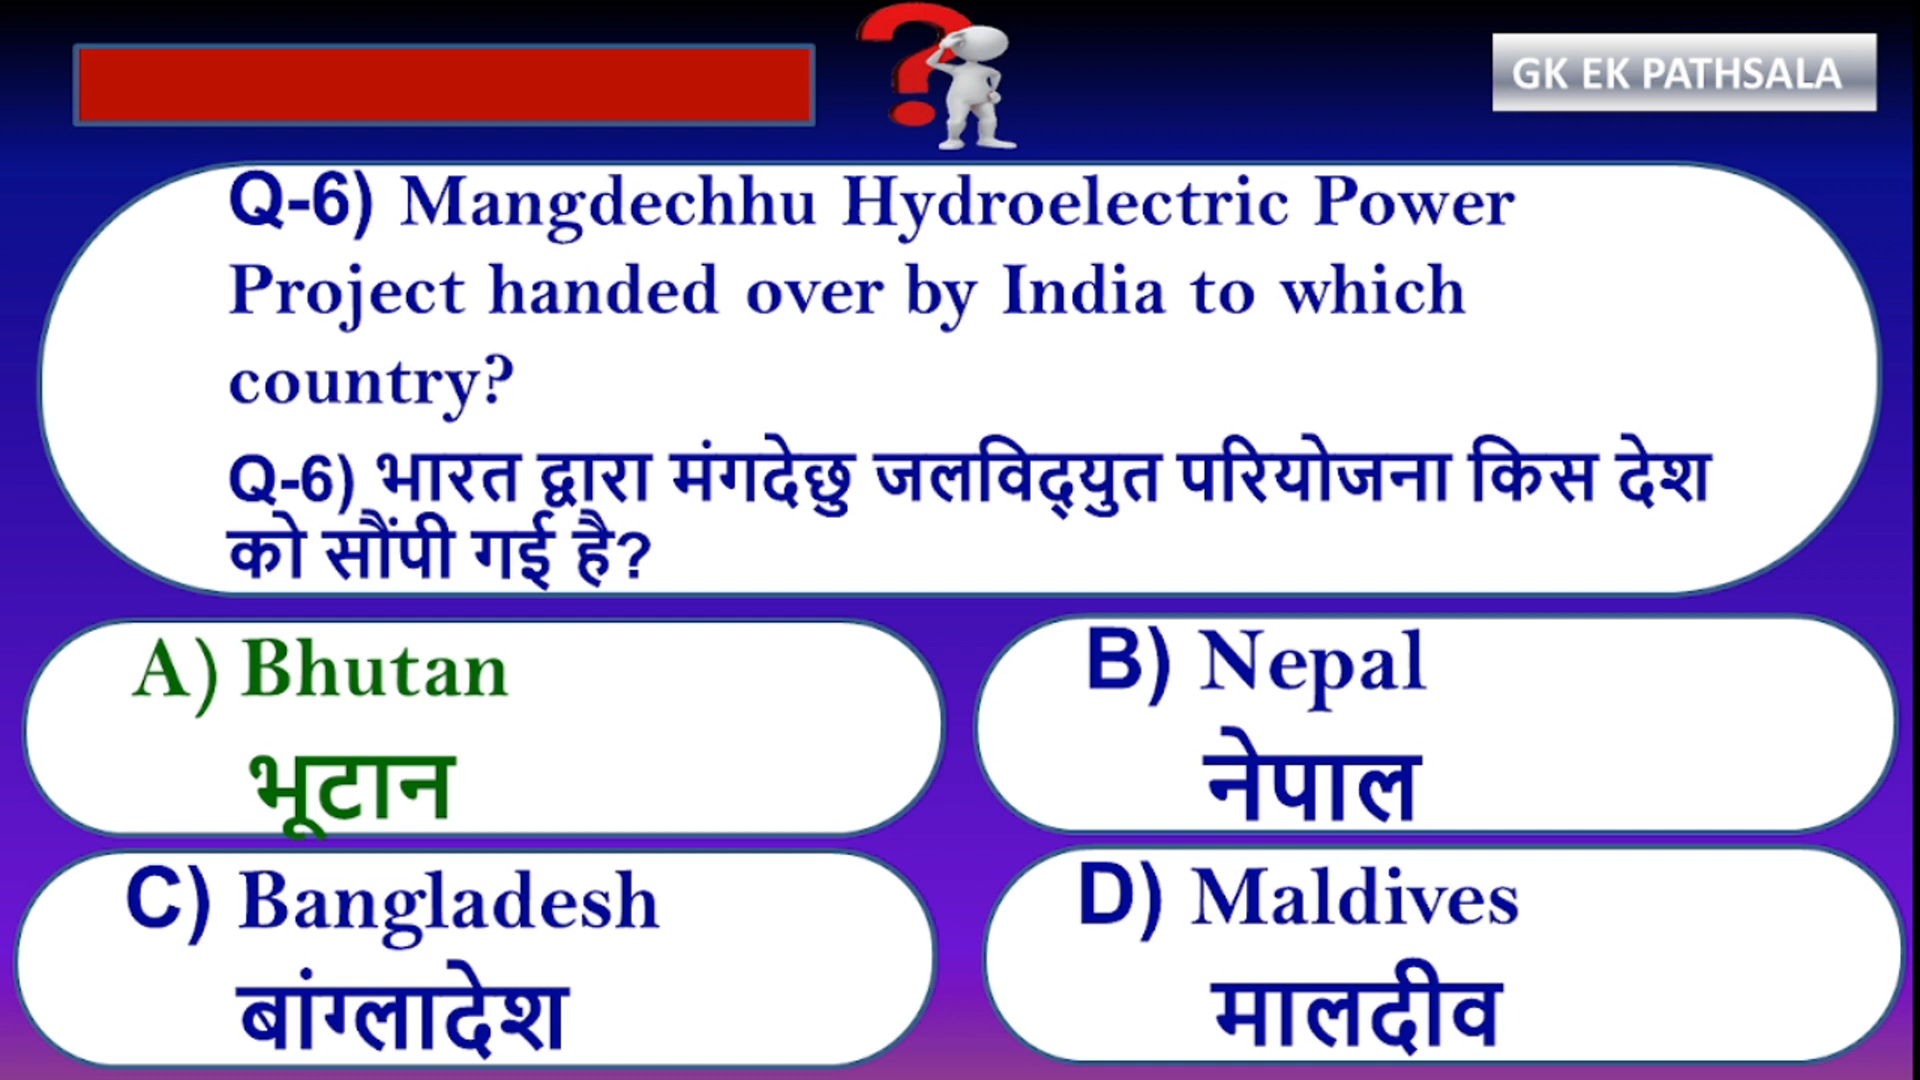 GK EK PATHSALA
Q-6) Mangdechhu Hydroelectric Power
Project handed over by India to which
country?
Q-6) भारत द्वारा मंगदेछु जलविद्युत परियोजना किस देश
को सौंपी गई है?
A) Bhutan
भूटान
B) Nepal
नेपाल
C) Bangladesh
बांग्लादेश
D) Maldives
मालदीव